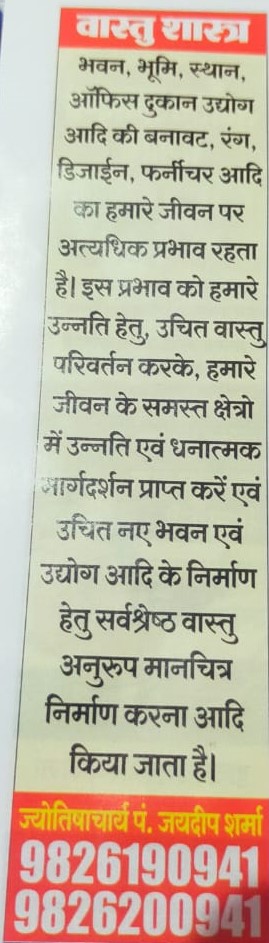 वास्तु शास्त्र
भवन, भूमि, स्थान,
ऑफिस दुकान उद्योग
आदि की बनावट, रंग,
डिजाईन, फर्नीचर आदि
का हमारे जीवन पर
अत्यधिक प्रभाव रहता
है। इस प्रभाव को हमारे
उन्नति हेतु, उचित वास्तु
परिवर्तन करके, हमारे
जीवन के समस्त क्षेत्रो
में उन्नति एवं धनात्मक
मार्गदर्शन प्राप्त करें एवं
उचित नए भवन एवं
उद्योग आदि के निर्माण
हेतु सर्वश्रेष्ठ वास्तु
अनुरुप मानचित्र
निर्माण करना आदि
किया जाता है।
ज्योतिषाचार्य पं. जयदीप शर्मा
9826190941
9826200941